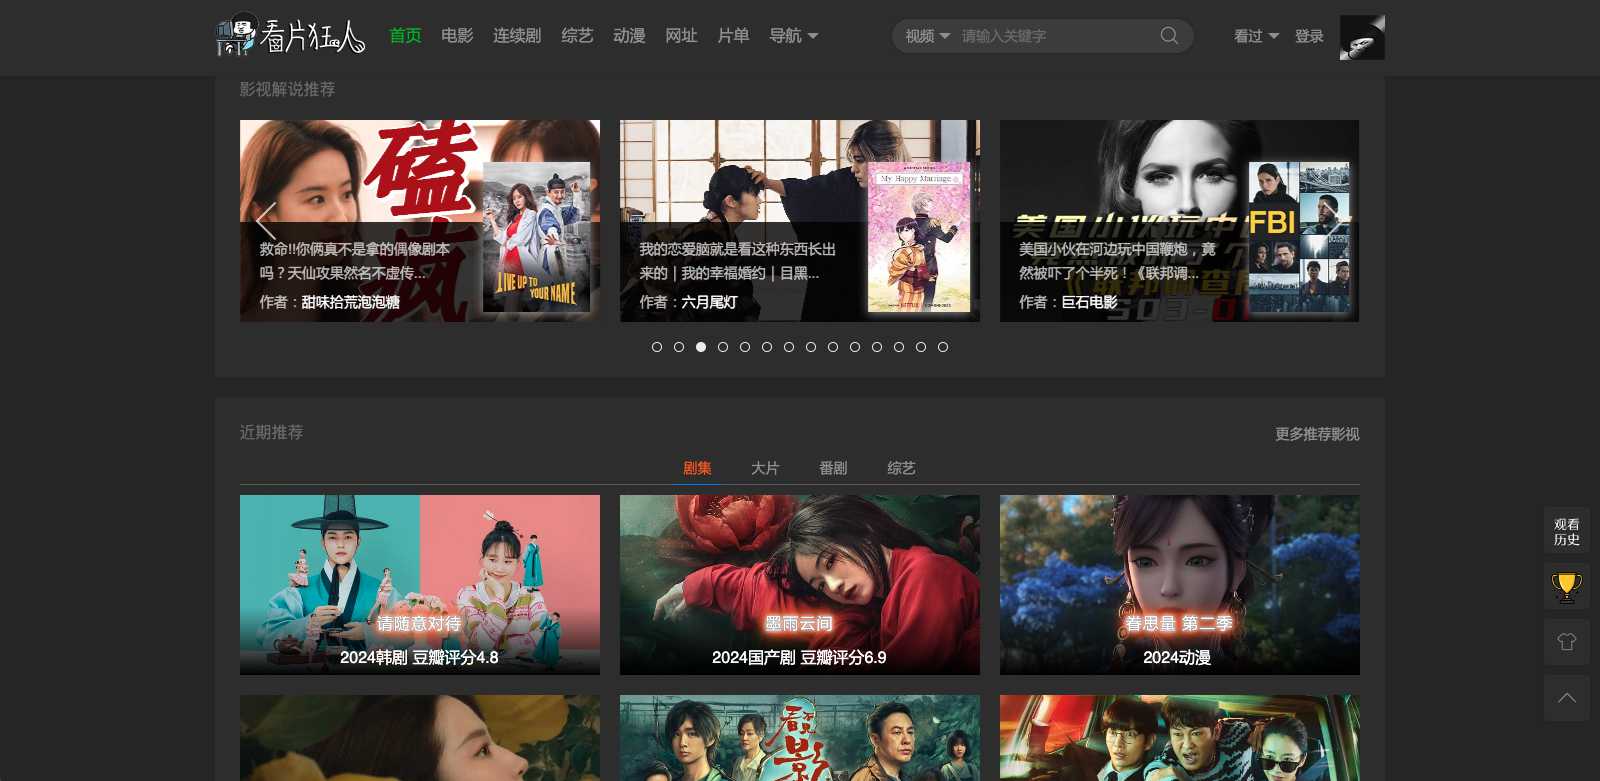 看片狂人
首页 电影 连续剧 综艺 动漫 网址 片单 导航
视频 请输入关键字
看过 登录
影视解说推荐
磕
疯
LIVE UP TO
YOUR NAME
救命!!你俩真不是拿的偶像剧本
吗？天仙攻果然名不虚传...
作者：甜味拾荒泡泡糖
My Happy Marriage
我的恋爱脑就是看这种东西长出
来的 | 我的幸福婚约 | 目黑...
作者：六月尾灯
FBI
美国小伙在河边玩中国鞭炮，竟
然被吓了个半死！《联邦调...
作者：巨石电影
近期推荐
更多推荐影视
剧集 大片 番剧 综艺
请随意对待
2024韩剧 豆瓣评分4.8
墨雨云间
2024国产剧 豆瓣评分6.9
眷思量 第二季
2024动漫
看不见影
观看
历史